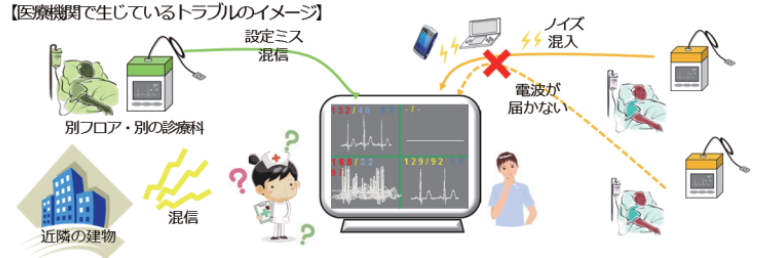 【医療機関で生じているトラブルのイメージ】
設定ミス
混信
ノイズ
混入
電波が
届かない
別フロア・別の診療科
152/
-/-
188/32
129/92
混信
近隣の建物